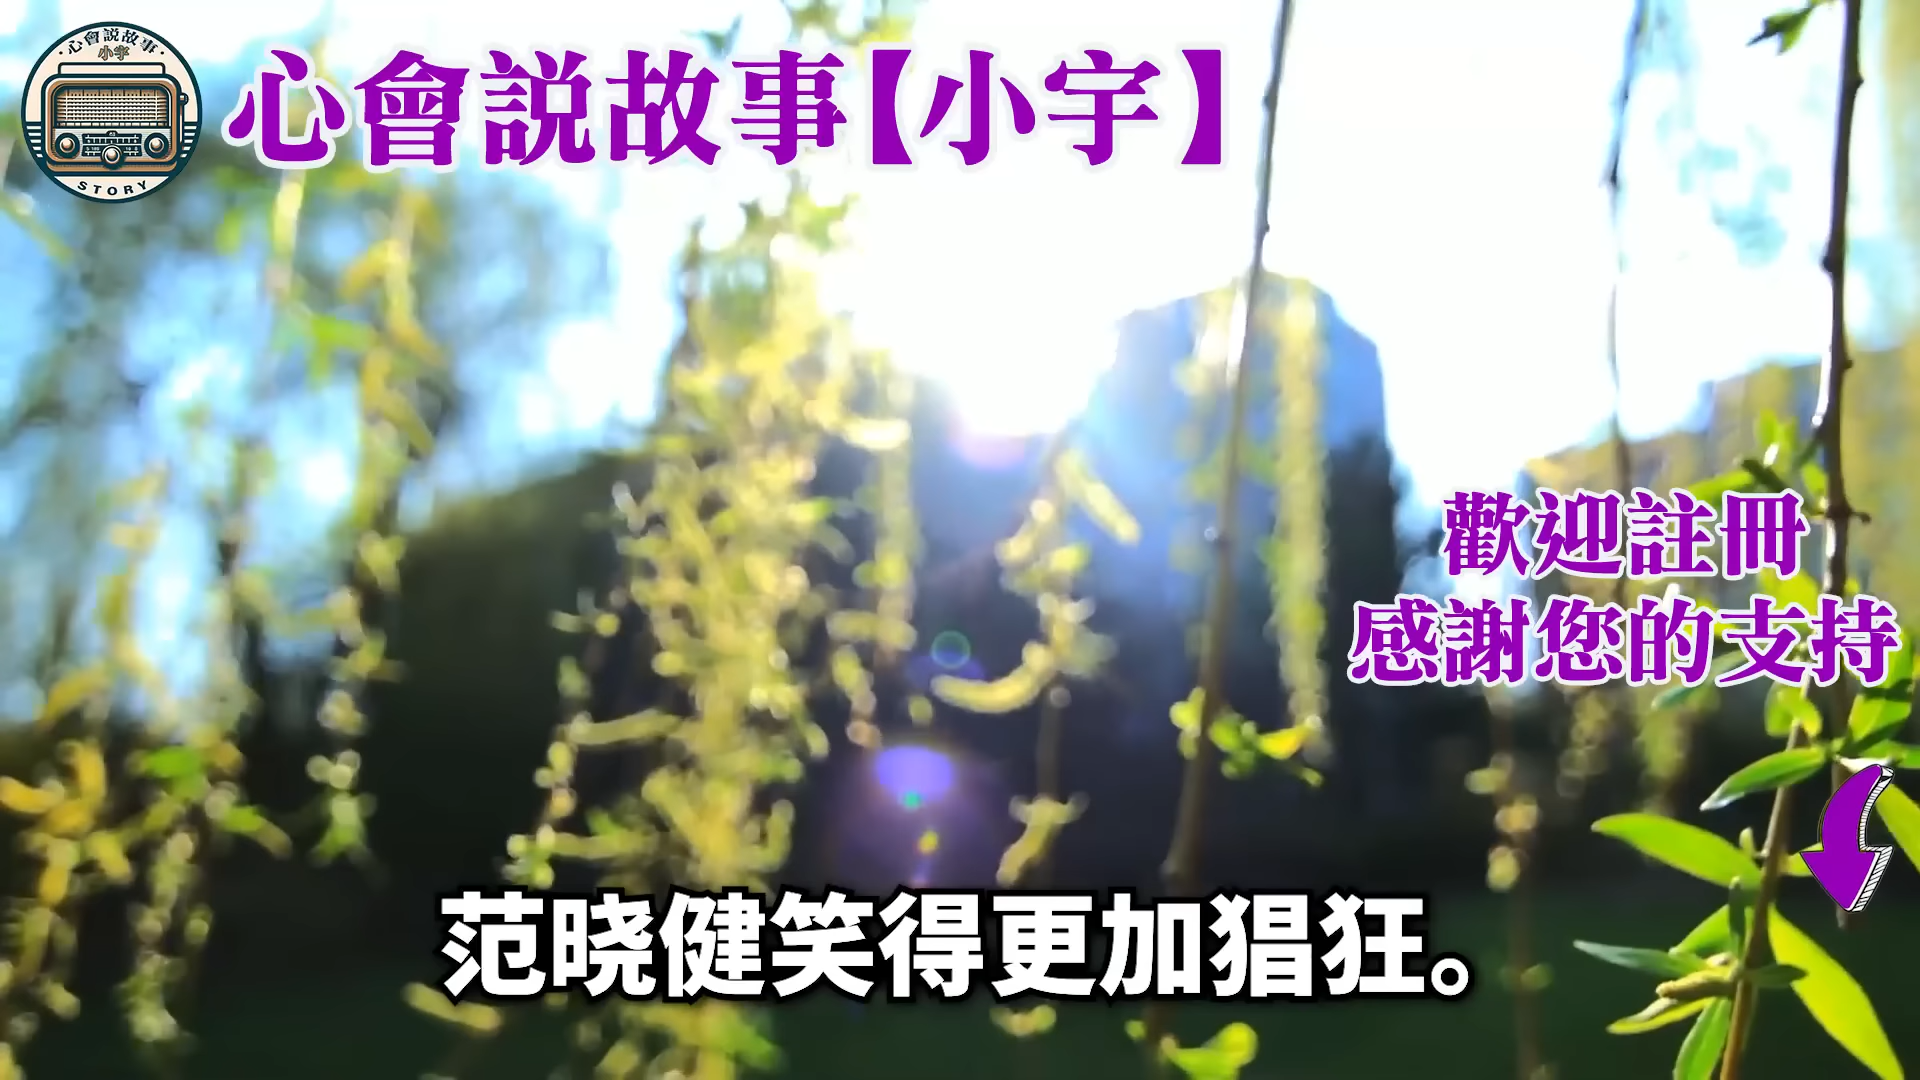 ·心會説故事·
小宇
STORY
心會説故事【小宇】
歡迎註冊
感謝您的支持
范晓健笑得更加猖狂。